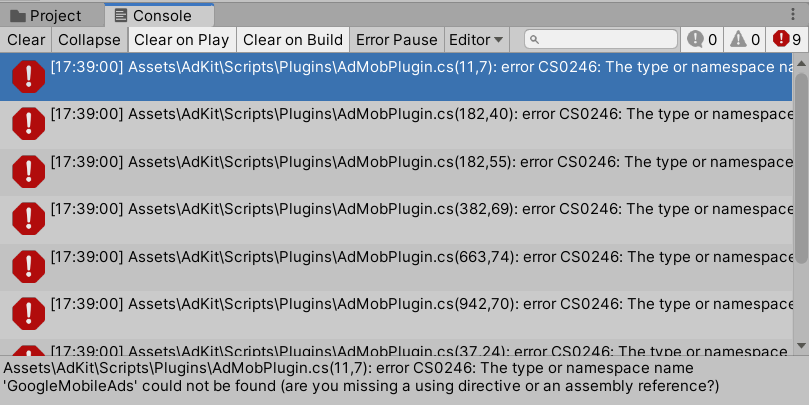 Project Console
Clear Collapse Clear on Play Clear on Build Error Pause Editor 0 0 9
[17:39:00] Assets\AdKit\Scripts\Plugins\AdMobPlugin.cs(11,7): error CS0246: The type or namespace na
[17:39:00] Assets\AdKit\Scripts\Plugins\AdMobPlugin.cs(182,40): error CS0246: The type or namespace
[17:39:00] Assets\AdKit\Scripts\Plugins\AdMobPlugin.cs(182,55): error CS0246: The type or namespace
[17:39:00] Assets\AdKit\Scripts\Plugins\AdMobPlugin.cs(382,69): error CS0246: The type or namespace
[17:39:00] Assets\AdKit\Scripts\Plugins\AdMobPlugin.cs(663,74): error CS0246: The type or namespace
[17:39:00] Assets\AdKit\Scripts\Plugins\AdMobPlugin.cs(942,70): error CS0246: The type or namespace
[17:39:00] Assets\AdKit\Scripts\Plugins\AdMobPlugin.cs(37,24): error CS0246: The type or namespace
Assets\AdKit\Scripts\Plugins\AdMobPlugin.cs(11,7): error CS0246: The type or namespace name
'GoogleMobileAds' could not be found (are you missing a using directive or an assembly reference?)